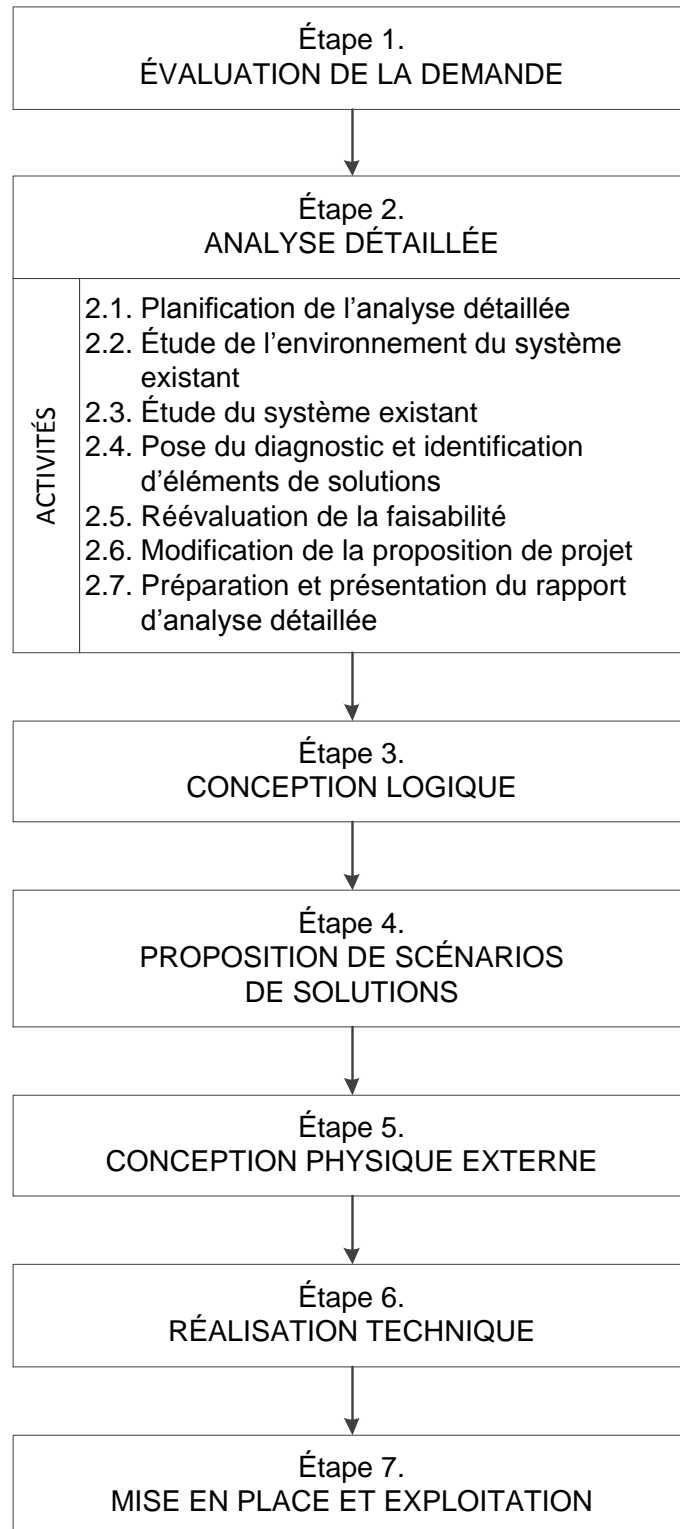 Étape 1.
ÉVALUATION DE LA DEMANDE
Étape 2.
ANALYSE DÉTAILLÉE
ACTIVITÉS
2.1. Planification de l’analyse détaillée
2.2. Étude de l’environnement du système
existant
2.3. Étude du système existant
2.4. Pose du diagnostic et identification
d’éléments de solutions
2.5. Réévaluation de la faisabilité
2.6. Modification de la proposition de projet
2.7. Préparation et présentation du rapport
d’analyse détaillée
Étape 3.
CONCEPTION LOGIQUE
Étape 4.
PROPOSITION DE SCÉNARIOS
DE SOLUTIONS
Étape 5.
CONCEPTION PHYSIQUE EXTERNE
Étape 6.
RÉALISATION TECHNIQUE
Étape 7.
MISE EN PLACE ET EXPLOITATION